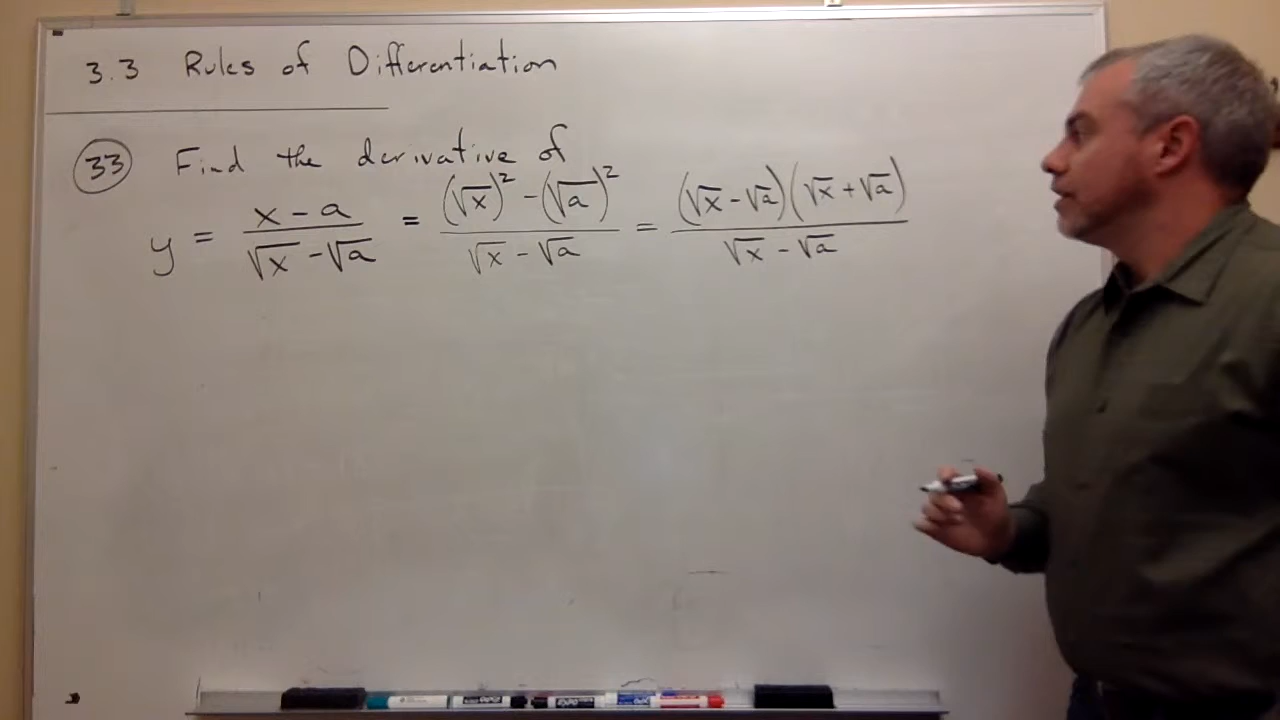 3.3 Rules of Differentiation
33 Find the derivative of
y = (x - a)/(√x - √a) = ((√x)² - (√a)²)/(√x - √a) = ((√x - √a)(√x + √a))/(√x - √a)